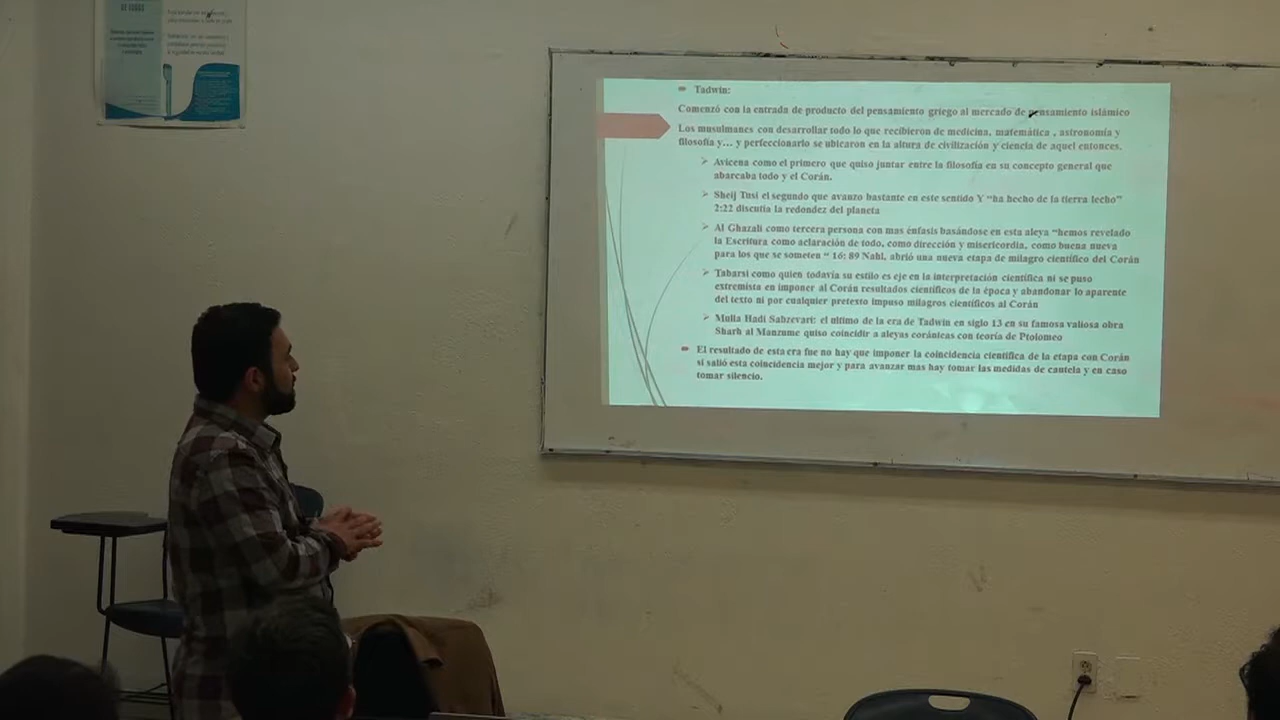 Tadwin:
Comenzó con la entrada de producto del pensamiento griego al mercado de pensamiento islámico
Los musulmanes con desarrollar todo lo que recibieron de medicina, matemática , astronomía y
filosofía y... y perfeccionarlo se ubicaron en la altura de civilización y ciencia de aquel entonces.
Avicena como el primero que quiso juntar entre la filosofía en su concepto general que
abarcaba todo y el Corán.
Sheij Tusi el segundo que avanzo bastante en este sentido Y “ha hecho de la tierra lecho”
2:22 discutía la redondez del planeta
Al Ghazali como tercera persona con mas énfasis basándose en esta aleya “hemos revelado
la Escritura como aclaración de todo, como dirección y misericordia, como buena nueva
para los que se someten “ 16: 89 Nahl, abrió una nueva etapa de milagro científico del Corán
Tabarsi como quien todavía su estilo es eje en la interpretación científica ni se puso
extremista en imponer al Corán resultados científicos de la época y abandonar lo aparente
del texto ni por cualquier pretexto impuso milagros científicos al Corán
Mulla Hadi Sabzevari: el ultimo de la era de Tadwin en siglo 13 en su famosa valiosa obra
Sharh al Manzume quiso coincidir a aleyas coránicas con teoría de Ptolomeo
El resultado de esta era fue no hay que imponer la coincidencia científica de la etapa con Corán
si salió esta coincidencia mejor y para avanzar mas hay tomar las medidas de cautela y en caso
tomar silencio.